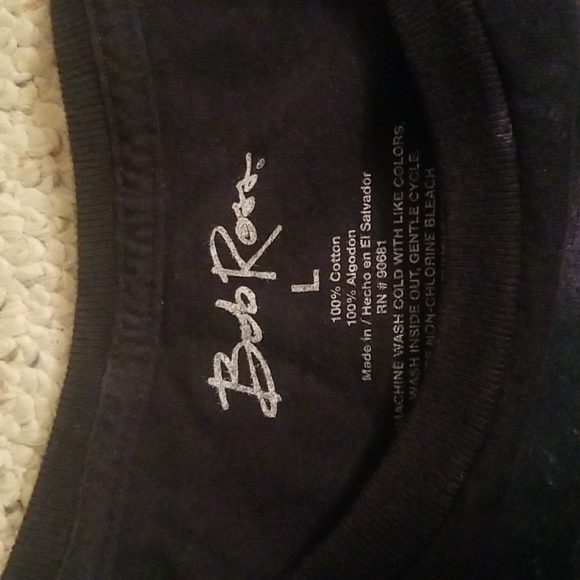 Bob Ross®
L
100% Cotton
100% Algodon
Made in / Hecho en El Salvador
RN # 90681
MACHINE WASH COLD WITH LIKE COLORS,
WASH INSIDE OUT, GENTLE CYCLE,
NON-CHLORINE BLEACH